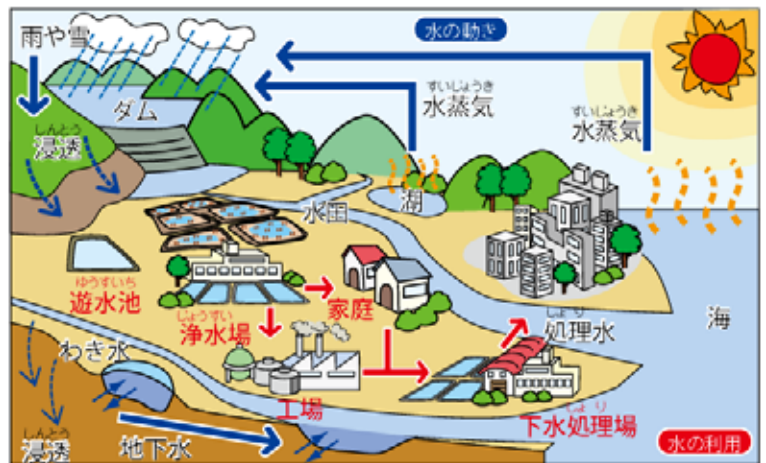 水の動き
雨や雪
ダム
しんとう
浸透
すいじょうき
水蒸気
すいじょうき
水蒸気
水田
湖
ゆうすいち
遊水池
じょうすい
浄水場
家庭
しょり
処理水
海
わき水
工場
しょり
下水処理場
しんとう
浸透
地下水
水の利用